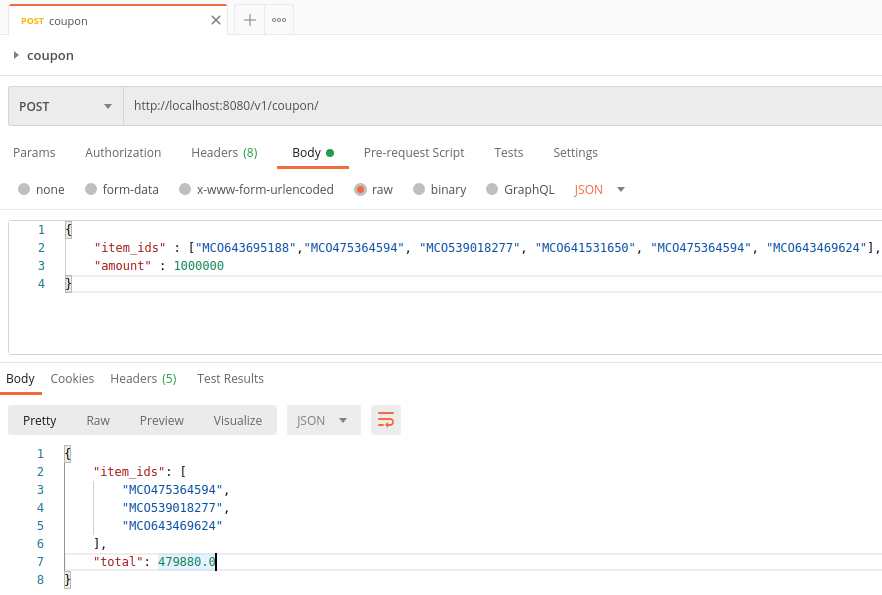 POST coupon
coupon
POST http://localhost:8080/v1/coupon/
Params Authorization Headers (8) Body Pre-request Script Tests Settings
none form-data x-www-form-urlencoded raw binary GraphQL JSON
1 {
2 "item_ids" : ["MCO643695188","MCO475364594", "MCO539018277", "MCO641531650", "MCO475364594", "MCO643469624"],
3 "amount" : 1000000
4 }
Body Cookies Headers (5) Test Results
Pretty Raw Preview Visualize JSON
1 {
2 "item_ids": [
3 "MCO475364594",
4 "MCO539018277",
5 "MCO643469624"
6 ],
7 "total": 479880.0
8 }